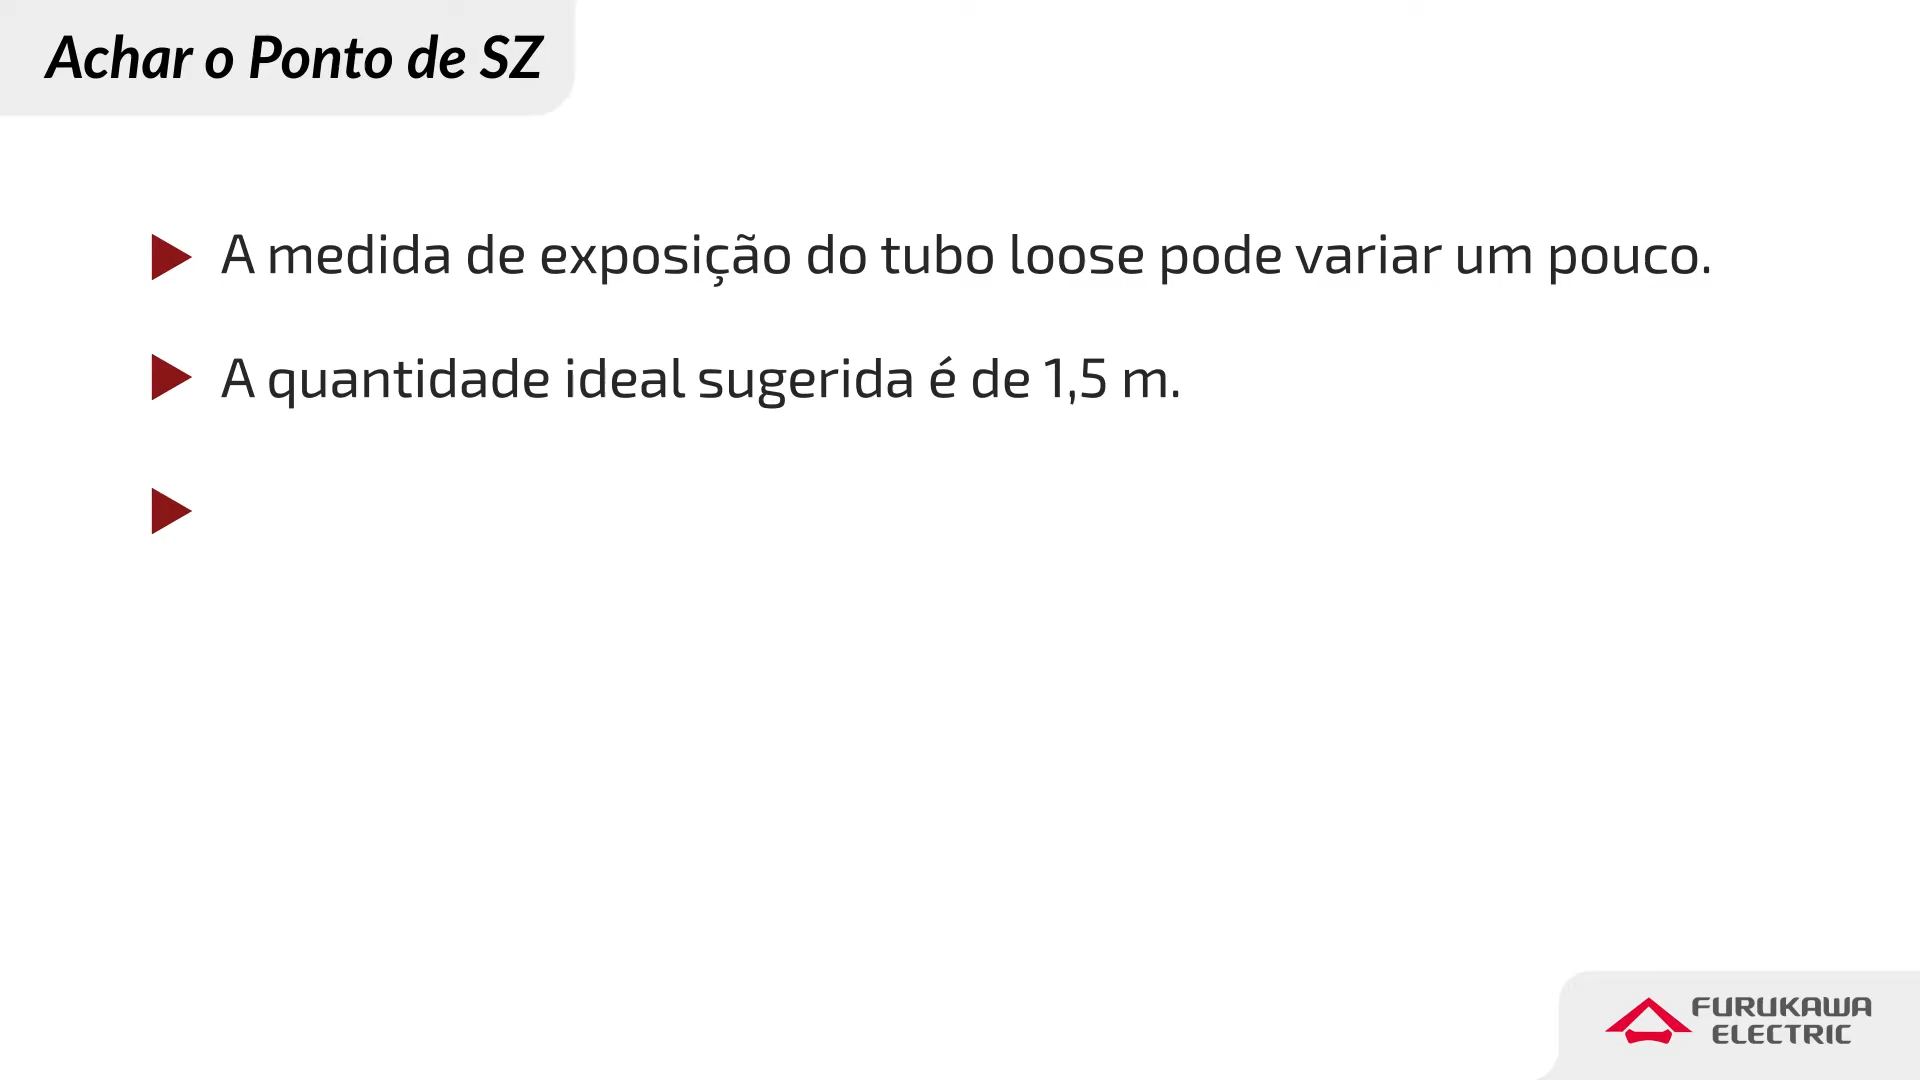 Achar o Ponto de SZ
A medida de exposição do tubo loose pode variar um pouco.
A quantidade ideal sugerida é de 1,5 m.
FURUKAWA
ELECTRIC